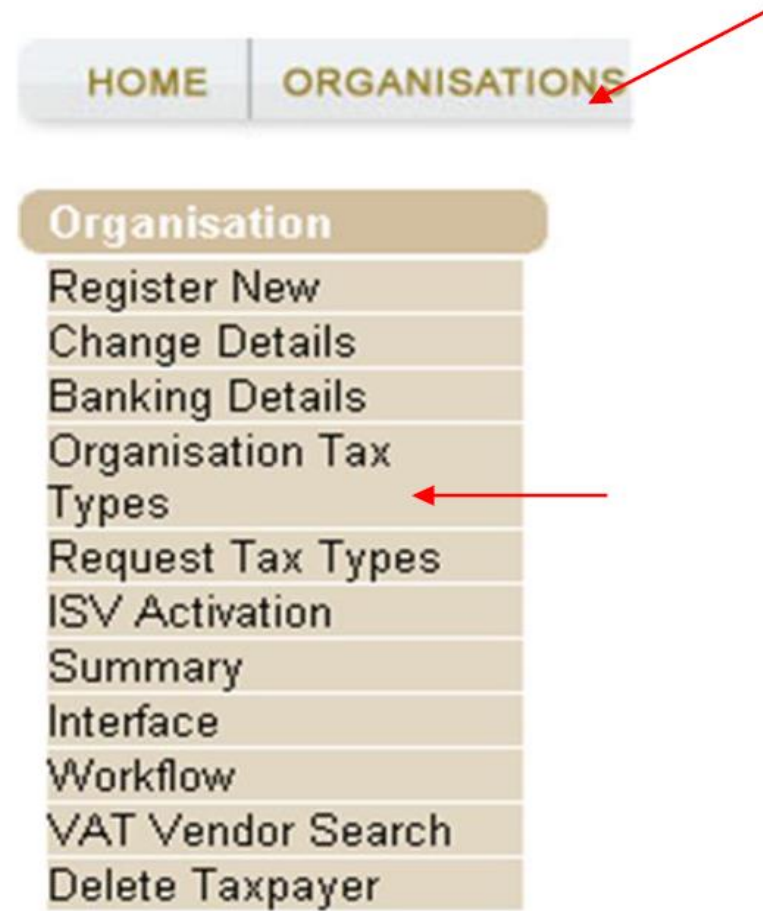 HOME ORGANISATIONS
Organisation
Register New
Change Details
Banking Details
Organisation Tax
Types
Request Tax Types
ISV Activation
Summary
Interface
Workflow
VAT Vendor Search
Delete Taxpayer